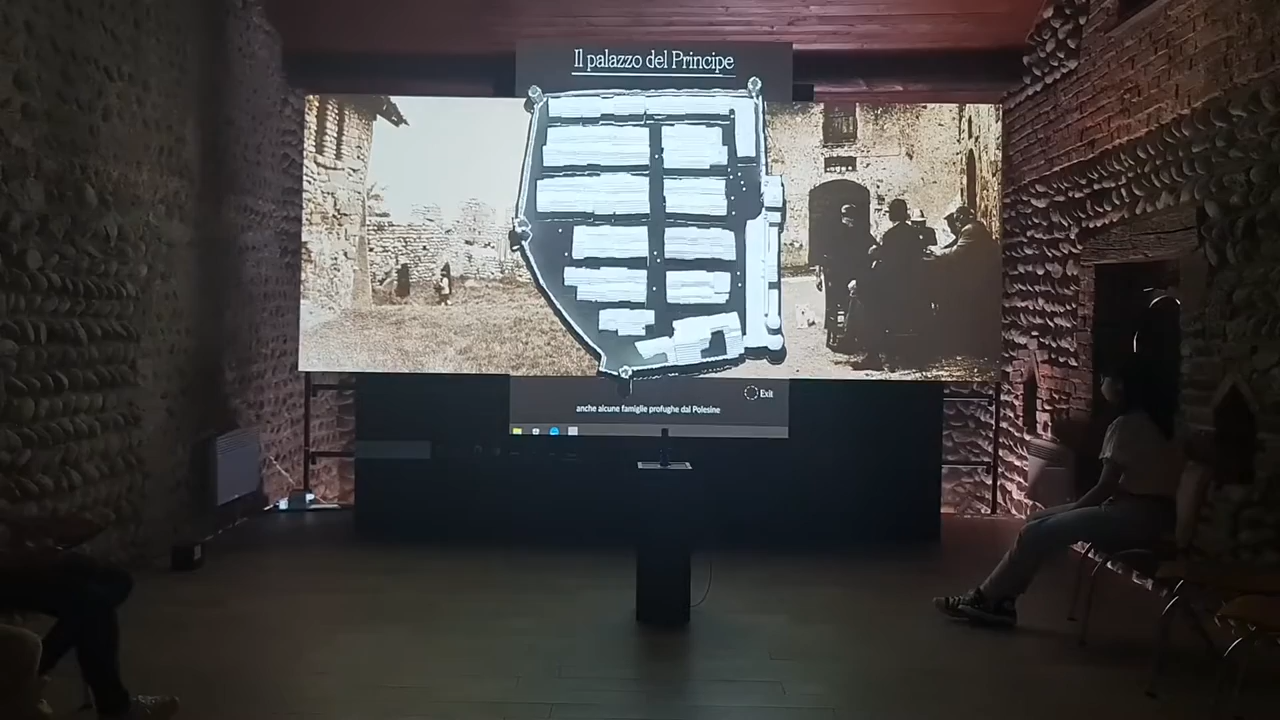 Il palazzo del Principe
Exit
anche alcune famiglie profughe dal Polesine